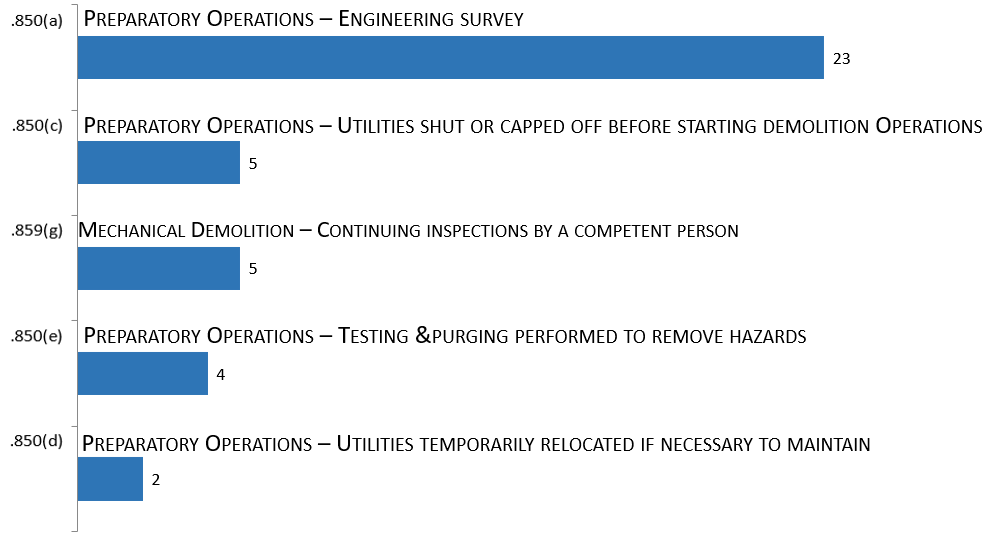 .850(a) Preparatory Operations – Engineering survey
23
.850(c) Preparatory Operations – Utilities shut or capped off before starting demolition Operations
5
.859(g) Mechanical Demolition – Continuing inspections by a competent person
5
.850(e) Preparatory Operations – Testing &purging performed to remove hazards
4
.850(d) Preparatory Operations – Utilities temporarily relocated if necessary to maintain
2